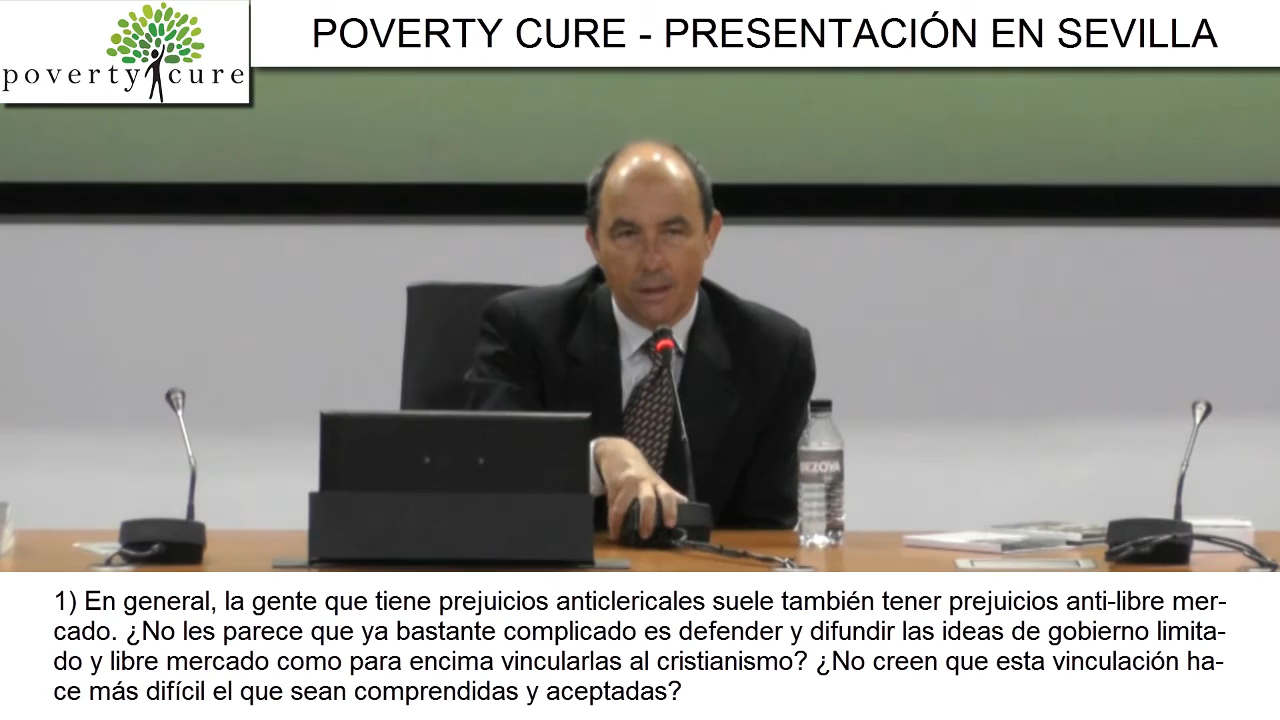 POVERTY CURE - PRESENTACIÓN EN SEVILLA
poverty cure
BEZOYA
1) En general, la gente que tiene prejuicios anticlericales suele también tener prejuicios anti-libre mer-
cado. ¿No les parece que ya bastante complicado es defender y difundir las ideas de gobierno limita-
do y libre mercado como para encima vincularlas al cristianismo? ¿No creen que esta vinculación ha-
ce más difícil el que sean comprendidas y aceptadas?